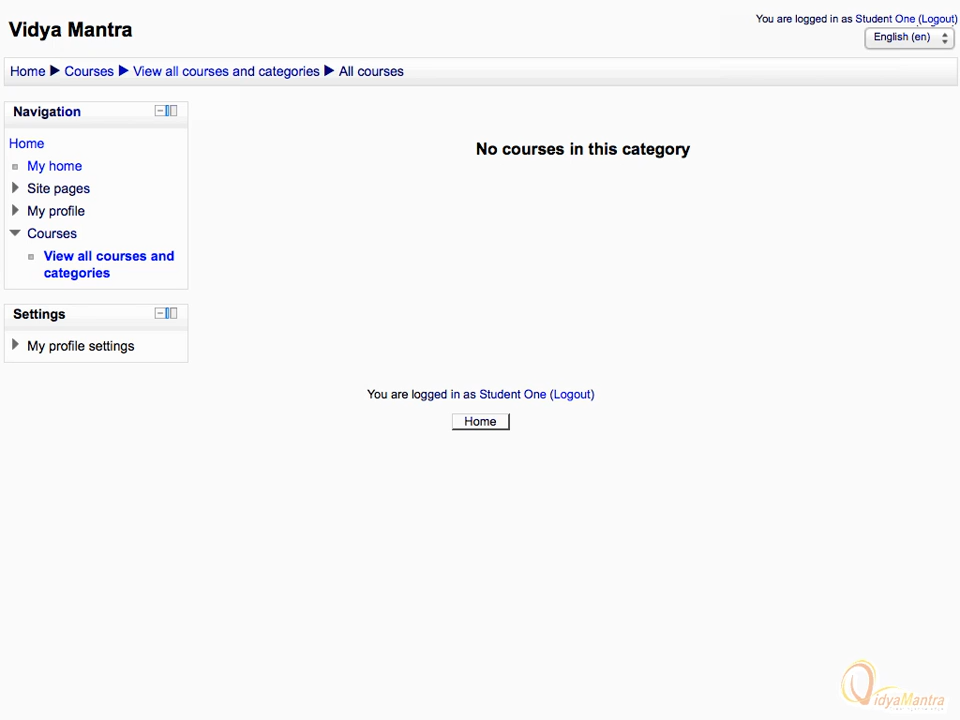 Vidya Mantra
You are logged in as Student One (Logout)
English (en)
Home ▶ Courses ▶ View all courses and categories ▶ All courses
Navigation
Home
My home
Site pages
My profile
Courses
View all courses and
categories
Settings
My profile settings
No courses in this category
You are logged in as Student One (Logout)
Home
VidyaMantra